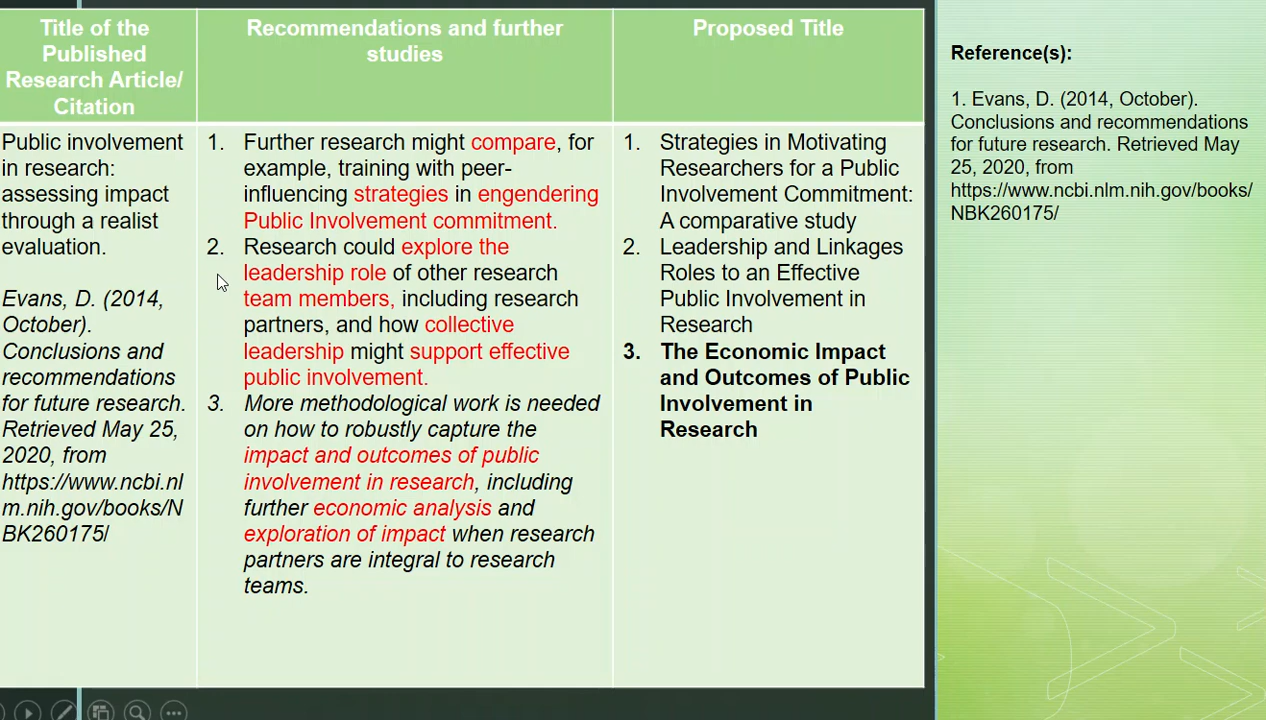 Title of the
Published
Research Article/
Citation
Recommendations and further
studies
Proposed Title
Public involvement
in research:
assessing impact
through a realist
evaluation.
Evans, D. (2014,
October).
Conclusions and
recommendations
for future research.
Retrieved May 25,
2020, from
https://www.ncbi.nl
m.nih.gov/books/N
BK260175/
1. Further research might compare, for
example, training with peer-
influencing strategies in engendering
Public Involvement commitment.
2. Research could explore the
leadership role of other research
team members, including research
partners, and how collective
leadership might support effective
public involvement.
3. More methodological work is needed
on how to robustly capture the
impact and outcomes of public
involvement in research, including
further economic analysis and
exploration of impact when research
partners are integral to research
teams.
1. Strategies in Motivating
Researchers for a Public
Involvement Commitment:
A comparative study
2. Leadership and Linkages
Roles to an Effective
Public Involvement in
Research
3. The Economic Impact
and Outcomes of Public
Involvement in
Research
Reference(s):
1. Evans, D. (2014, October).
Conclusions and recommendations
for future research. Retrieved May
25, 2020, from
https://www.ncbi.nlm.nih.gov/books/
NBK260175/